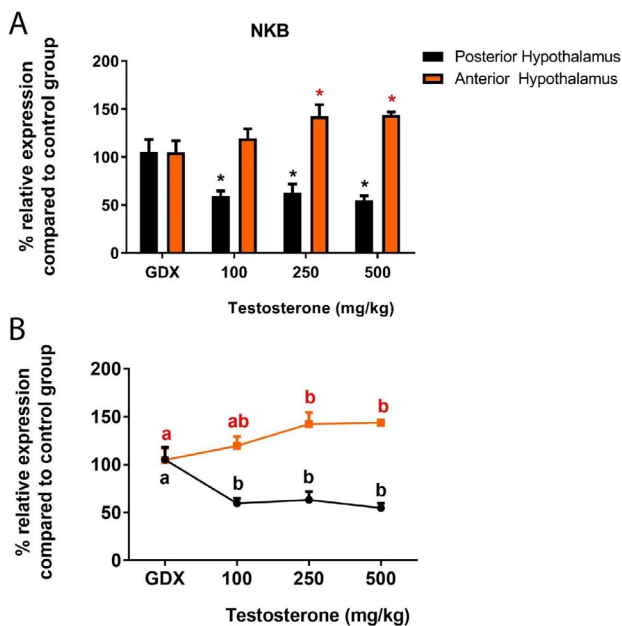 A
NKB
Posterior Hypothalamus
Anterior Hypothalamus
% relative expression
compared to control group
200
150
100
50
0
*
*
*
*
*
GDX 100 250 500
Testosterone (mg/kg)
B
% relative expression
compared to control group
200
150
100
50
0
a ab b b
a b b b
GDX 100 250 500
Testosterone (mg/kg)